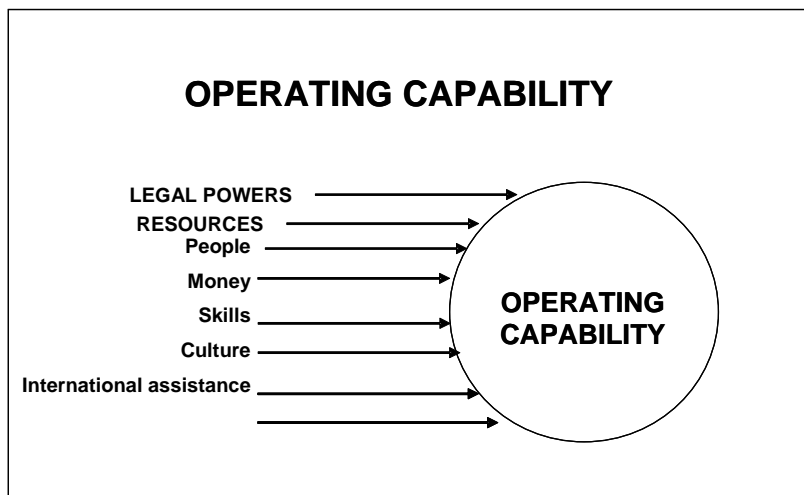 OPERATING CAPABILITY
LEGAL POWERS
RESOURCES
People
Money
Skills
Culture
International assistance
OPERATING
CAPABILITY